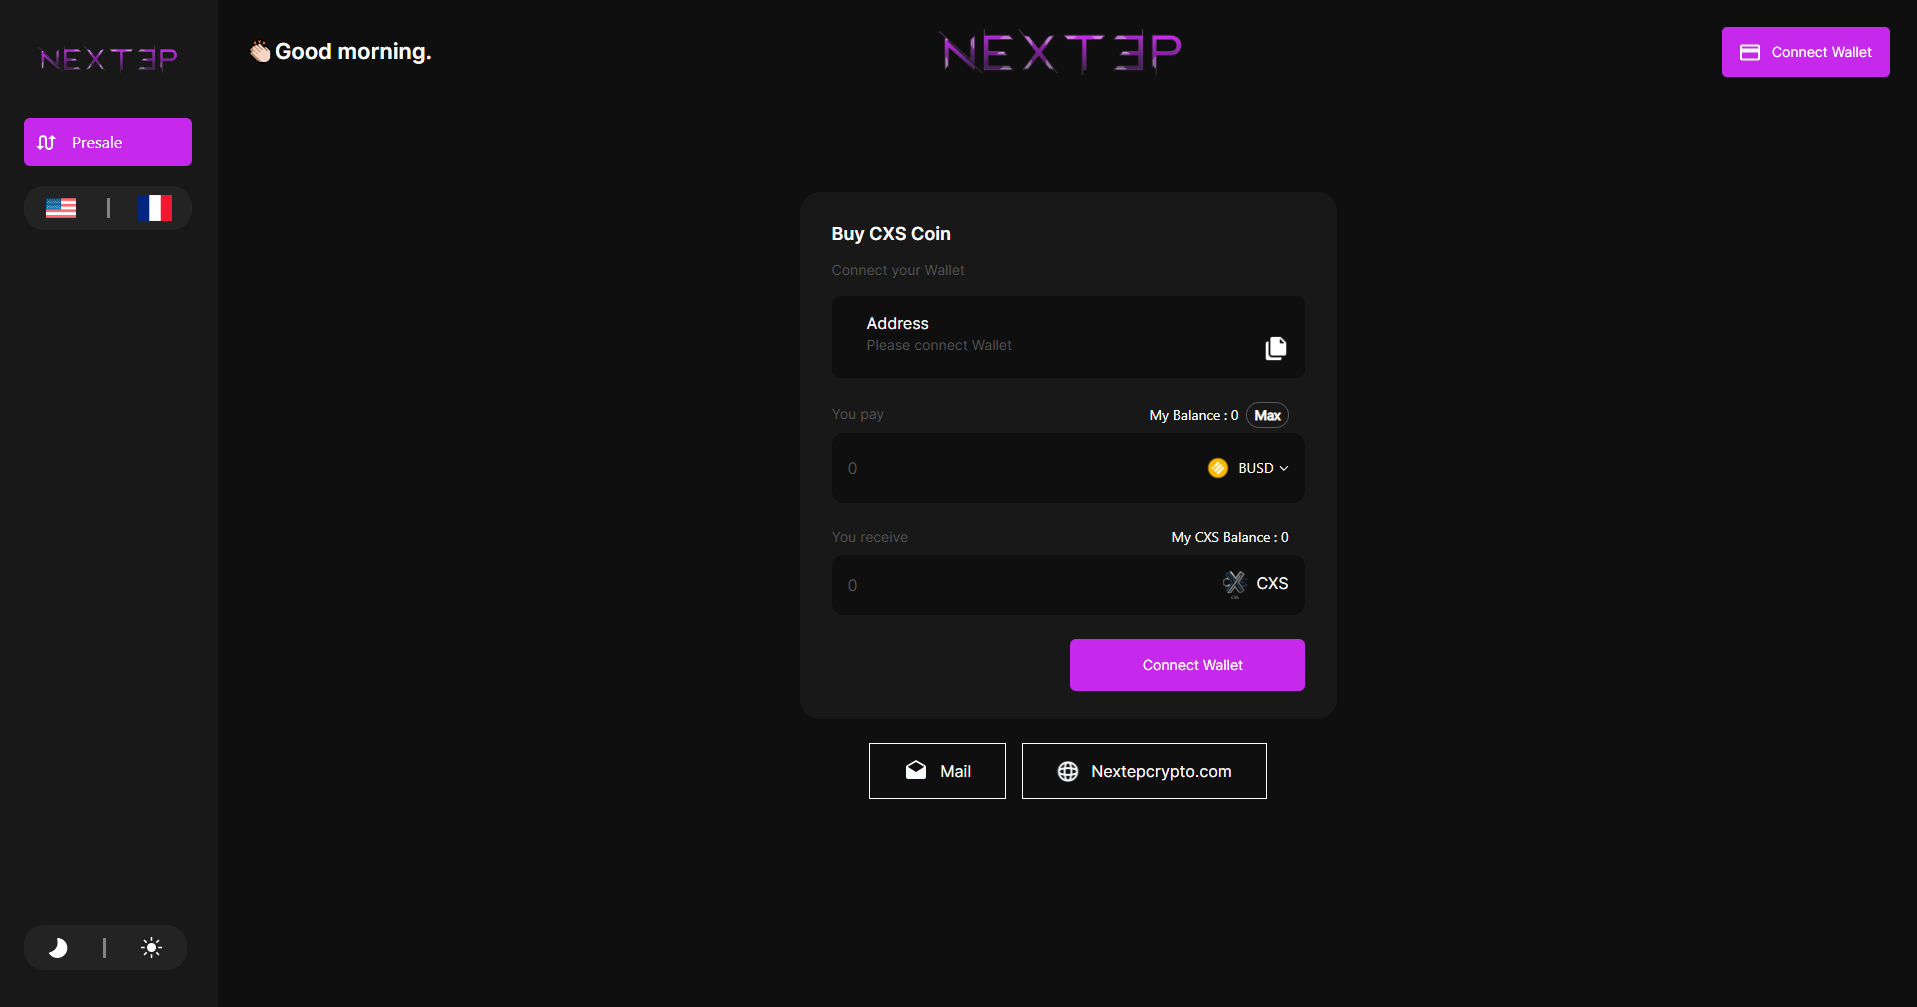 NEXTEP
Good morning.
NEXTEP
Connect Wallet
Presale
Buy CXS Coin
Connect your Wallet
Address
Please connect Wallet
You pay
My Balance : 0 Max
0
BUSD
You receive
My CXS Balance : 0
0
CXS
Connect Wallet
Mail
Nextepcrypto.com